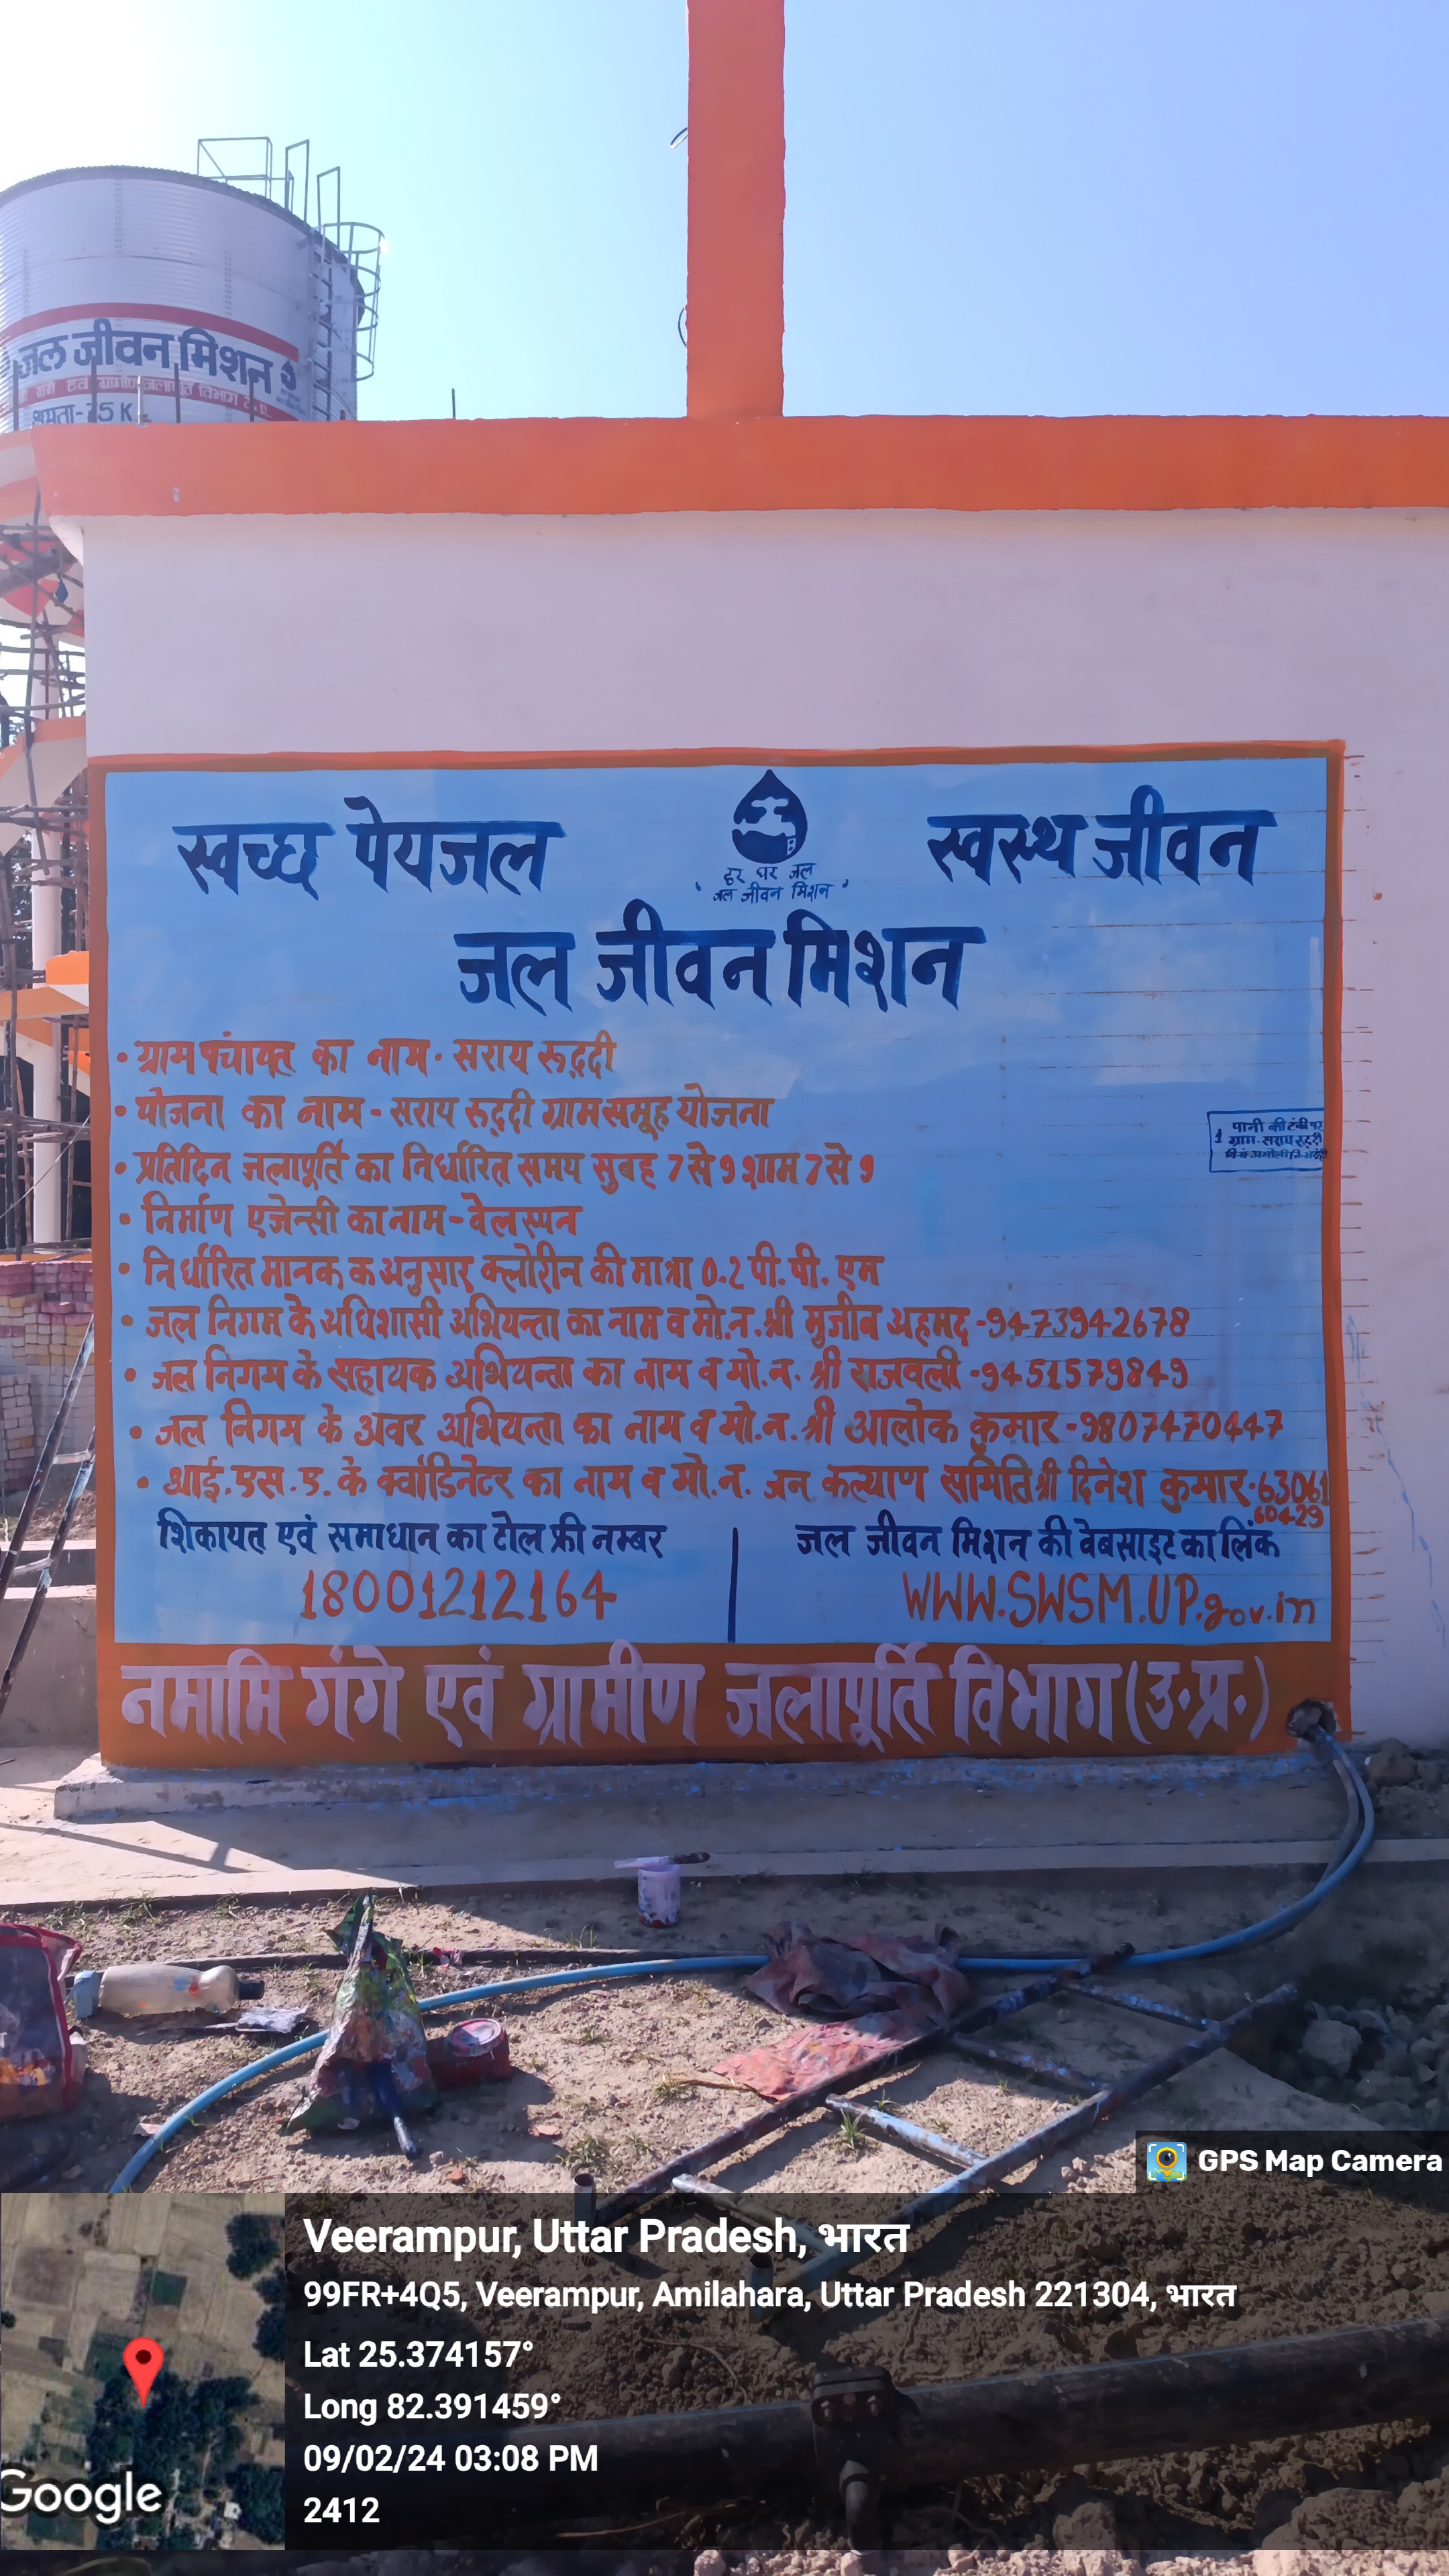 जल जीवन मिशन
नमामि गंगे एवं ग्रामीण जलापूर्ति विभाग उ.प्र.
क्षमता-75 K
स्वच्छ पेयजल
स्वस्थ जीवन
हर घर जल
जल जीवन मिशन
जल जीवन मिशन
• ग्राम पंचायत का नाम - सराय रूद्दी
• योजना का नाम - सराय रूद्दी ग्राम समूह योजना
• प्रतिदिन जलापूर्ति का निर्धारित समय सुबह 7 से 9 शाम 7 से 9
• निर्माण एजेन्सी का नाम - वेलस्पन
• निर्धारित मानक क अनुसार क्लोरीन की मात्रा 0.2 पी. पी. एम
• जल निगम के अधिशासी अभियन्ता का नाम व मो.न. श्री मुजीब अहमद - 9473942678
• जल निगम के सहायक अभियन्ता का नाम व मो.न. श्री राजवली - 9451579849
• जल निगम के अवर अभियन्ता का नाम व मो.न. श्री आलोक कुमार - 9807470447
• आई.एस.ए. के क्वांडिनेटर का नाम व मो.न. जन कल्याण समिति श्री दिनेश कुमार - 63061
60429
शिकायत एवं समाधान का टोल फ्री नम्बर
18001212164
जल जीवन मिशन की वेबसाइट का लिंक
WWW.SWSM.UP.gov.in
नमामि गंगे एवं ग्रामीण जलापूर्ति विभाग (उ.प्र.)
पानी की टंकी
ग्राम-सराय रूद्दी
GPS Map Camera
Veerampur, Uttar Pradesh, भारत
99FR+4Q5, Veerampur, Amilahara, Uttar Pradesh 221304, भारत
Lat 25.374157°
Long 82.391459°
09/02/24 03:08 PM
2412
Google